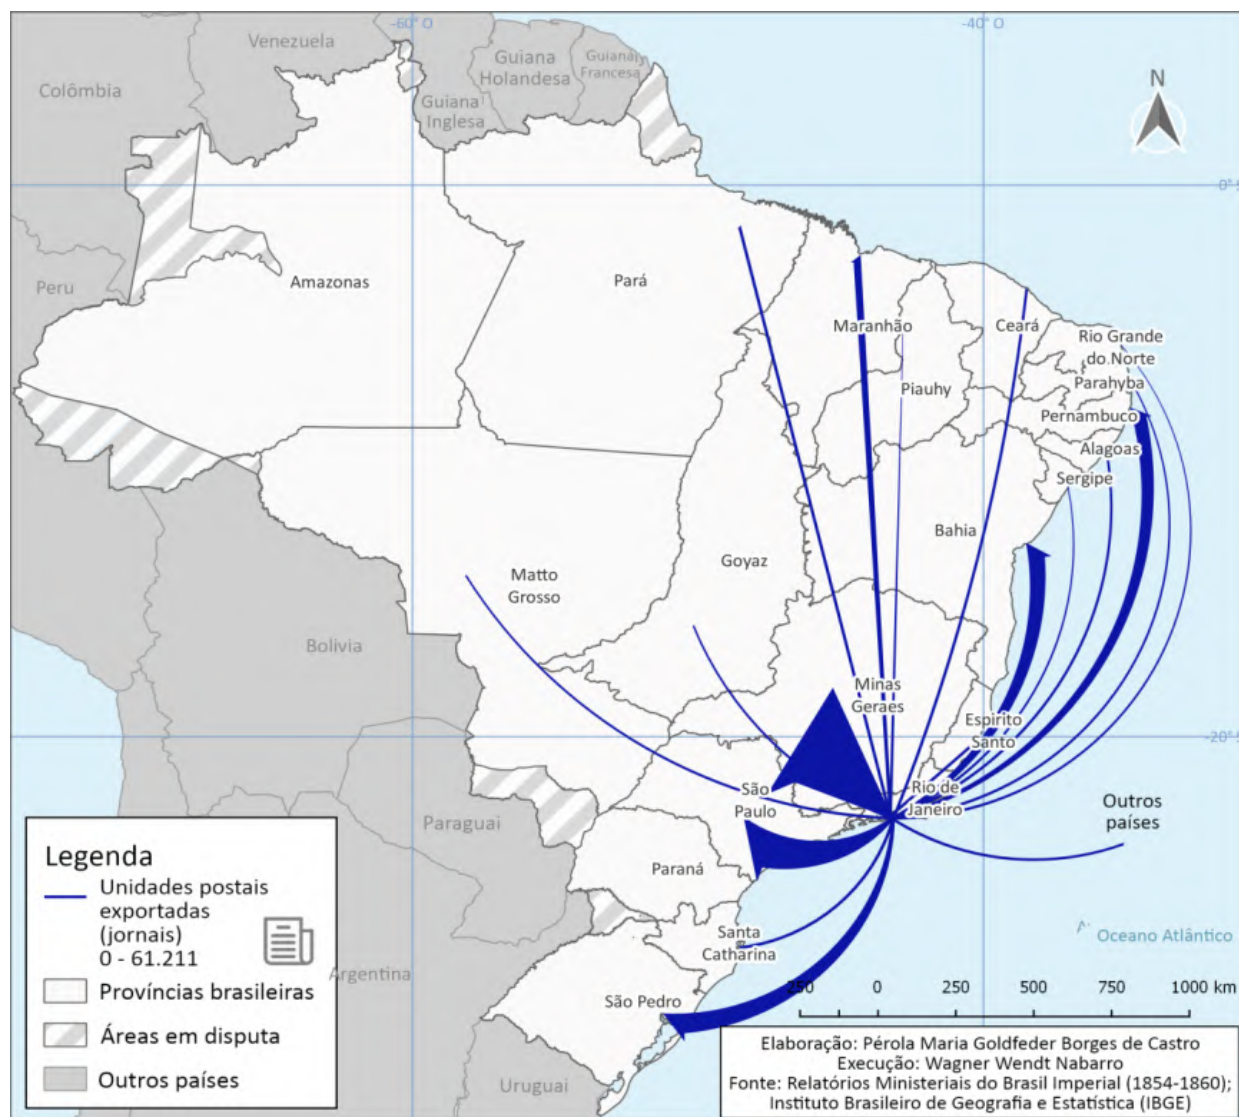 -60° O
-40° O
Venezuela
Guiana
Holandesa
Guiana
Francesa
Colômbia
Guiana
Inglesa
N
0°
Peru
Amazonas
Pará
Maranhão
Ceará
Rio Grande
do Norte
Piauhy
Parahyba
Pernambuco
Alagoas
Sergipe
Bahia
Goyaz
Matto
Grosso
Bolivia
Minas
Geraes
Espirito
Santo
-20°
São
Paulo
Rio de
Janeiro
Outros
países
Paraguai
Paraná
Santa
Catharina
Oceano Atlântico
Argentina
São Pedro
Uruguai
Legenda
Unidades postais
exportadas
(jornais)
0 - 61.211
Províncias brasileiras
Áreas em disputa
Outros países
250 0 250 500 750 1000 km
Elaboração: Pérola Maria Goldfeder Borges de Castro
Execução: Wagner Wendt Nabarro
Fonte: Relatórios Ministeriais do Brasil Imperial (1854-1860);
Instituto Brasileiro de Geografia e Estatística (IBGE)